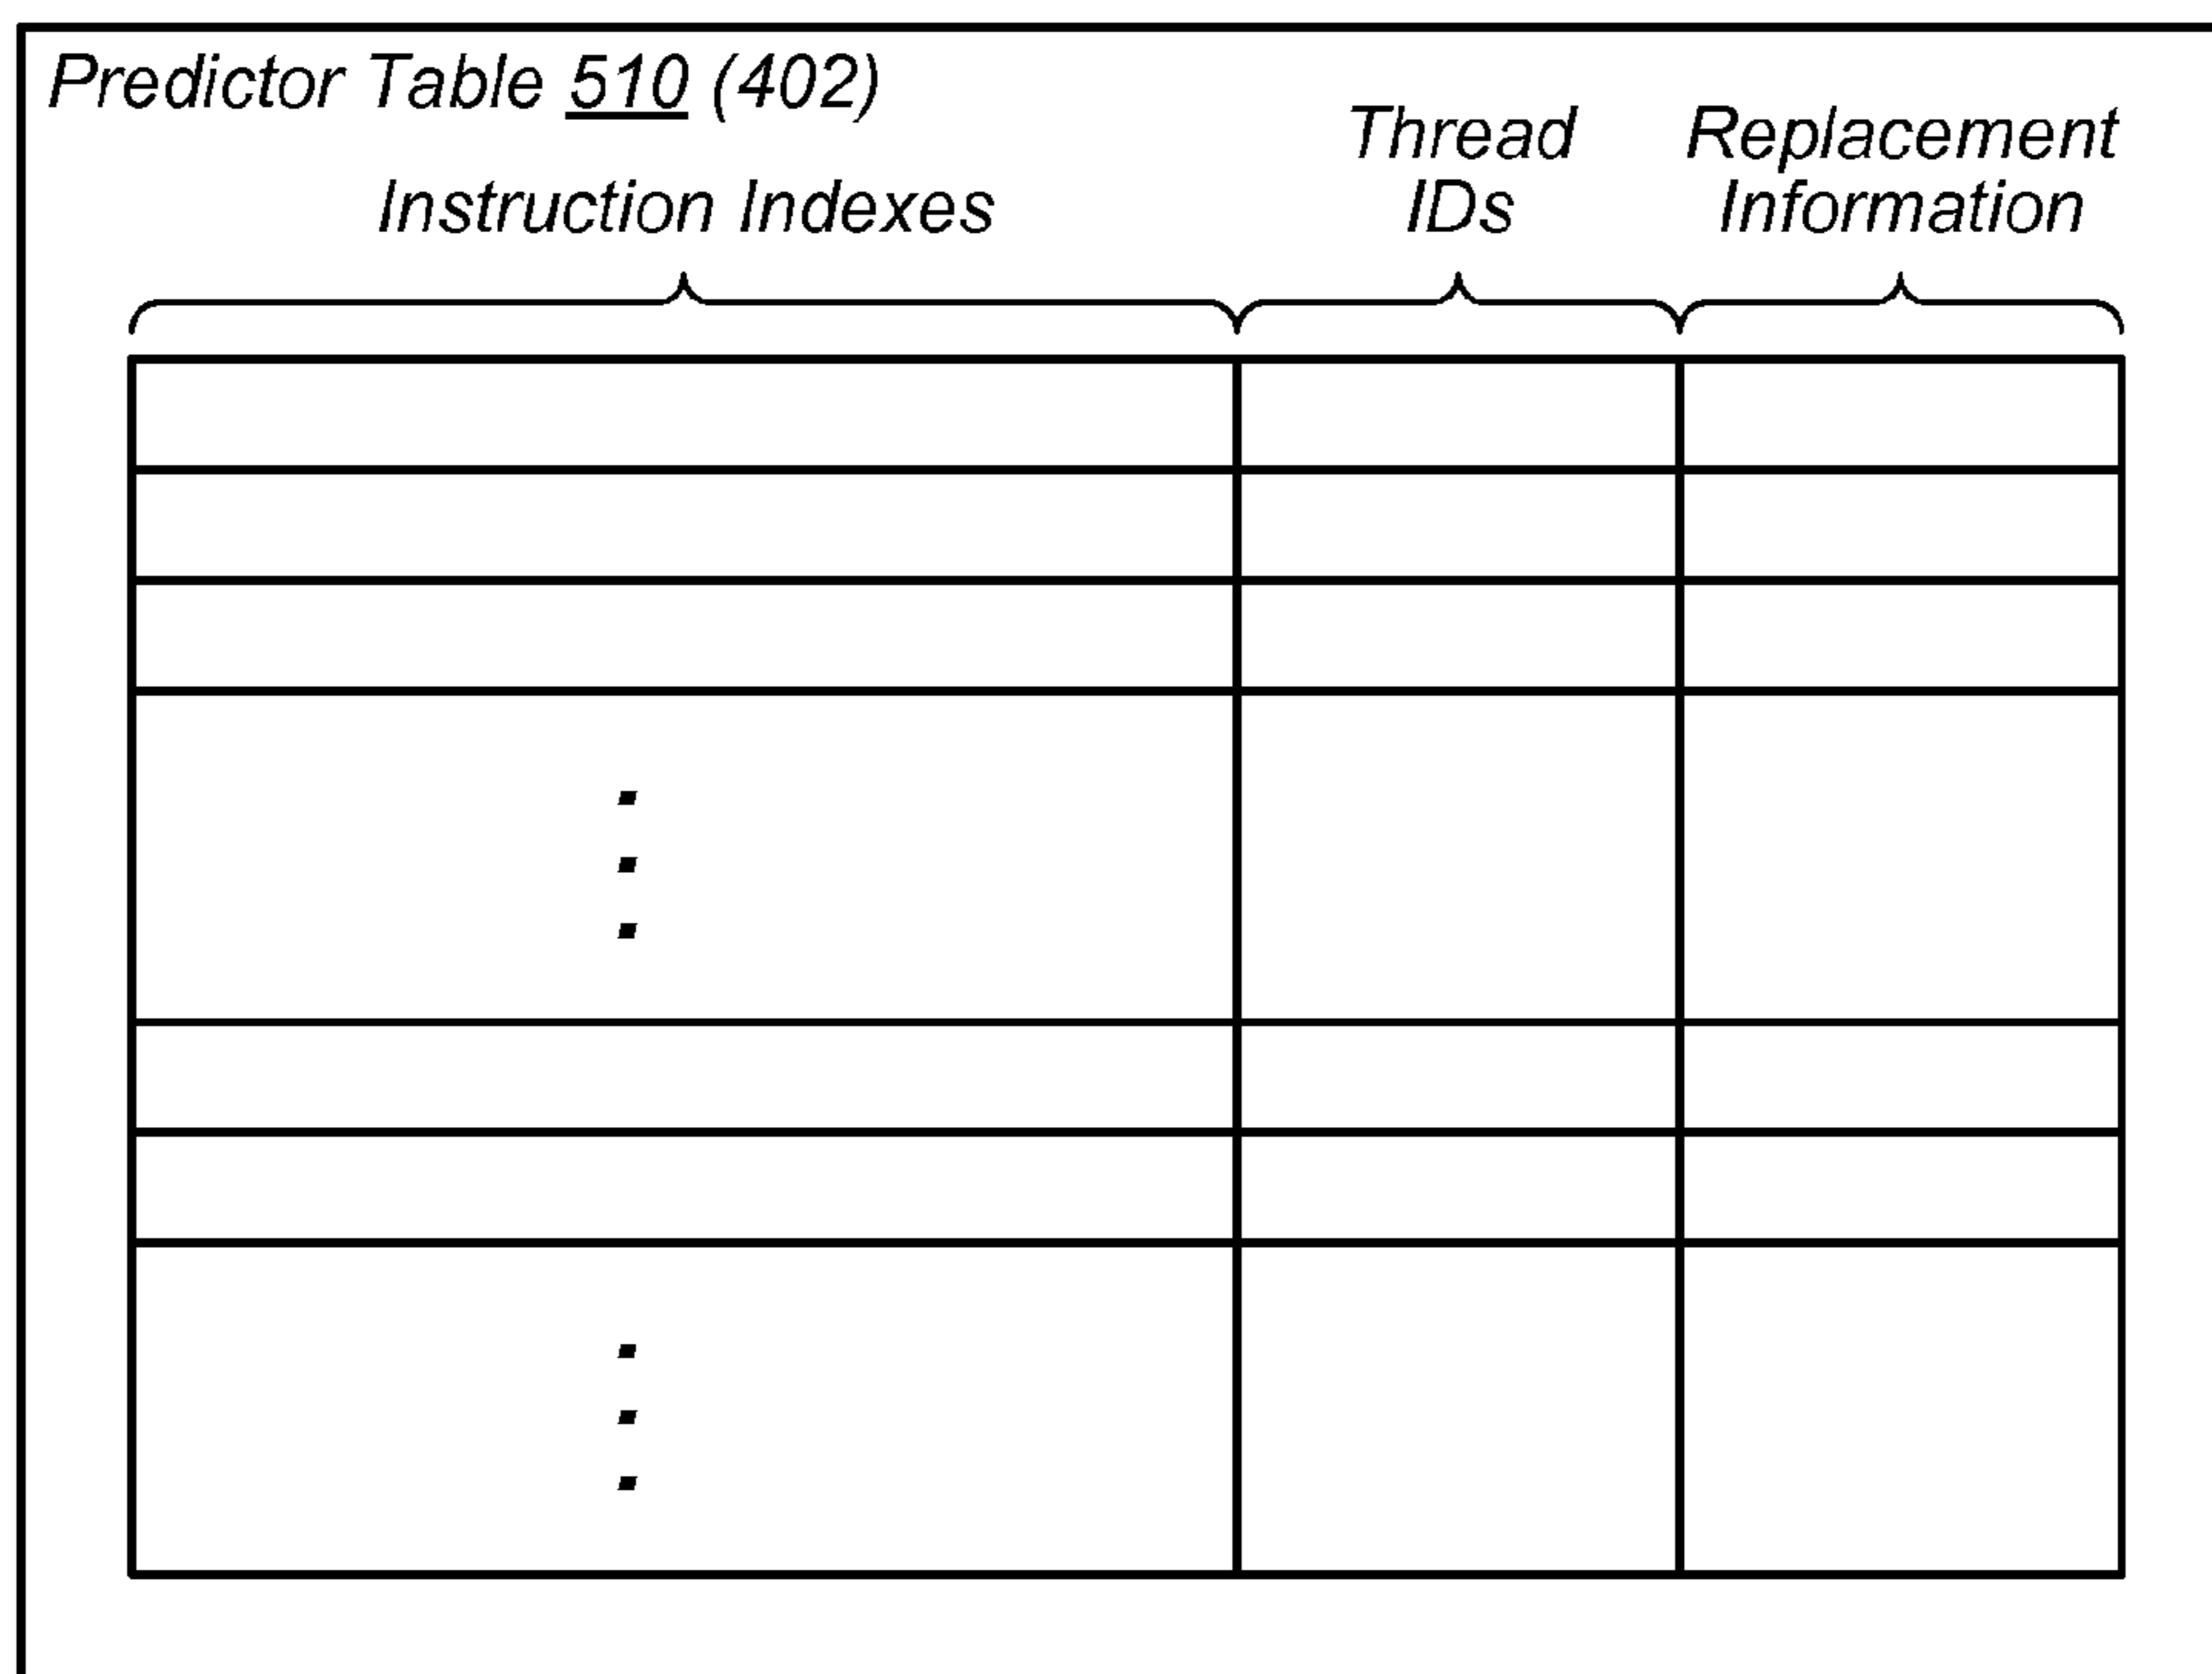 Predictor Table 510 (402)
Instruction Indexes
Thread
IDs
Replacement
Information